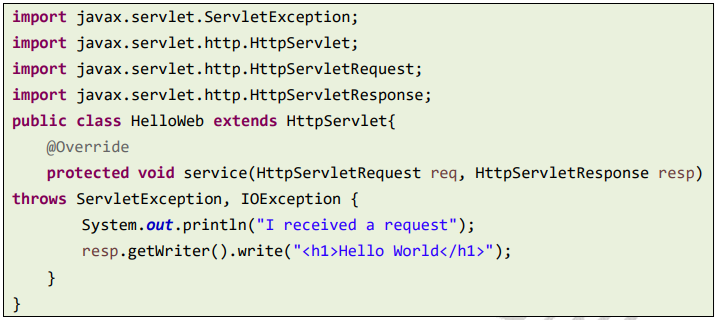 import javax.servlet.ServletException;
import javax.servlet.http.HttpServlet;
import javax.servlet.http.HttpServletRequest;
import javax.servlet.http.HttpServletResponse;
public class HelloWeb extends HttpServlet{
    @Override
    protected void service(HttpServletRequest req, HttpServletResponse resp)
throws ServletException, IOException {
        System.out.println("I received a request");
        resp.getWriter().write("<h1>Hello World</h1>");
    }
}